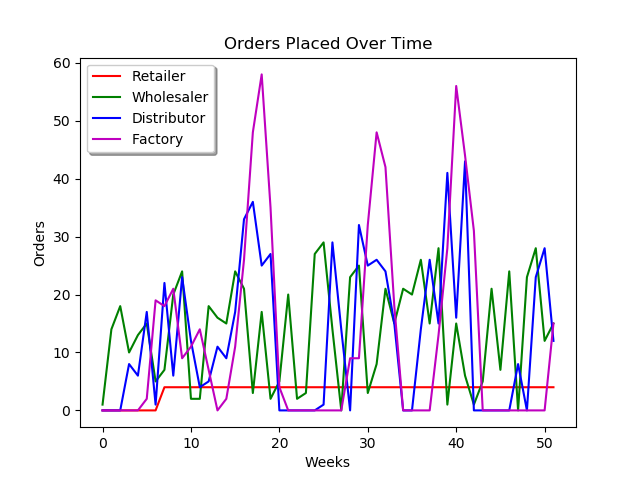 Orders Placed Over Time
Retailer
Wholesaler
Distributor
Factory
60
50
40
30
20
10
0
Orders
0 10 20 30 40 50
Weeks